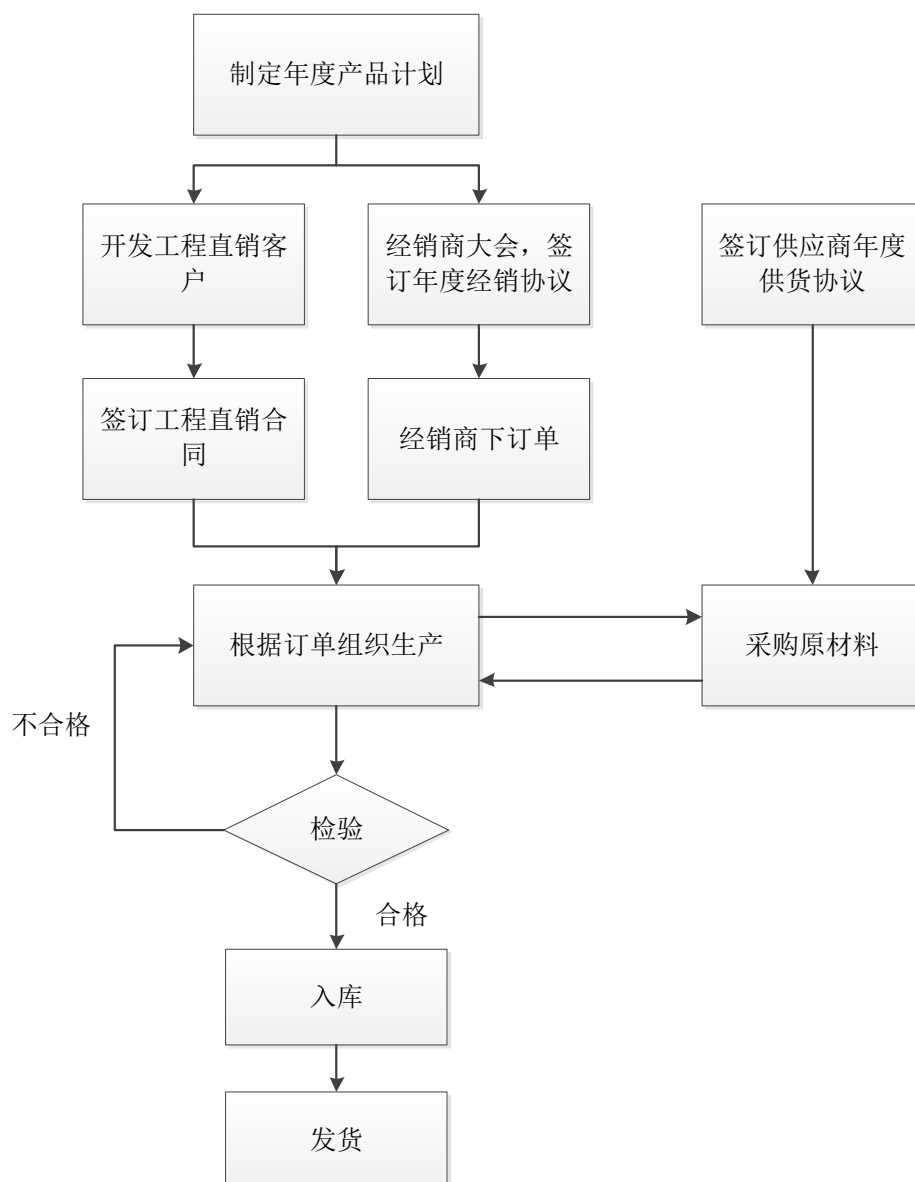 制定年度产品计划
开发工程直销客
户
经销商大会，签
订年度经销协议
签订供应商年度
供货协议
签订工程直销合
同
经销商下订单
根据订单组织生产
采购原材料
不合格
检验
合格
入库
发货